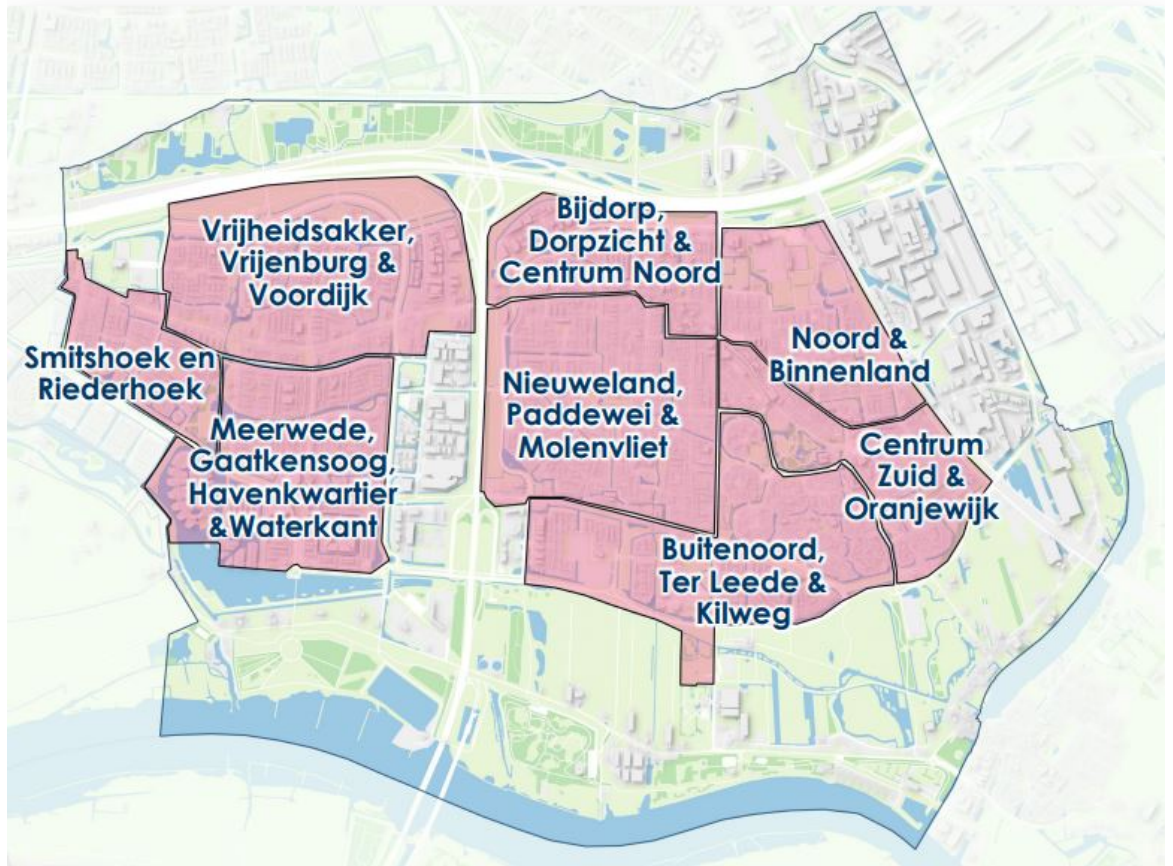 Vrijheidsakker,
Vrijenburg &
Voordijk
Bijdorp,
Dorpzicht &
Centrum Noord
Smitshoek en
Riederhoek
Noord &
Binnenland
Nieuweland,
Paddewei &
Molenvliet
Meerwede,
Gaatkensoog,
Havenkwartier
&Waterkant
Centrum
Zuid &
Oranjewijk
Buitenoord,
Ter Leede &
Kilweg